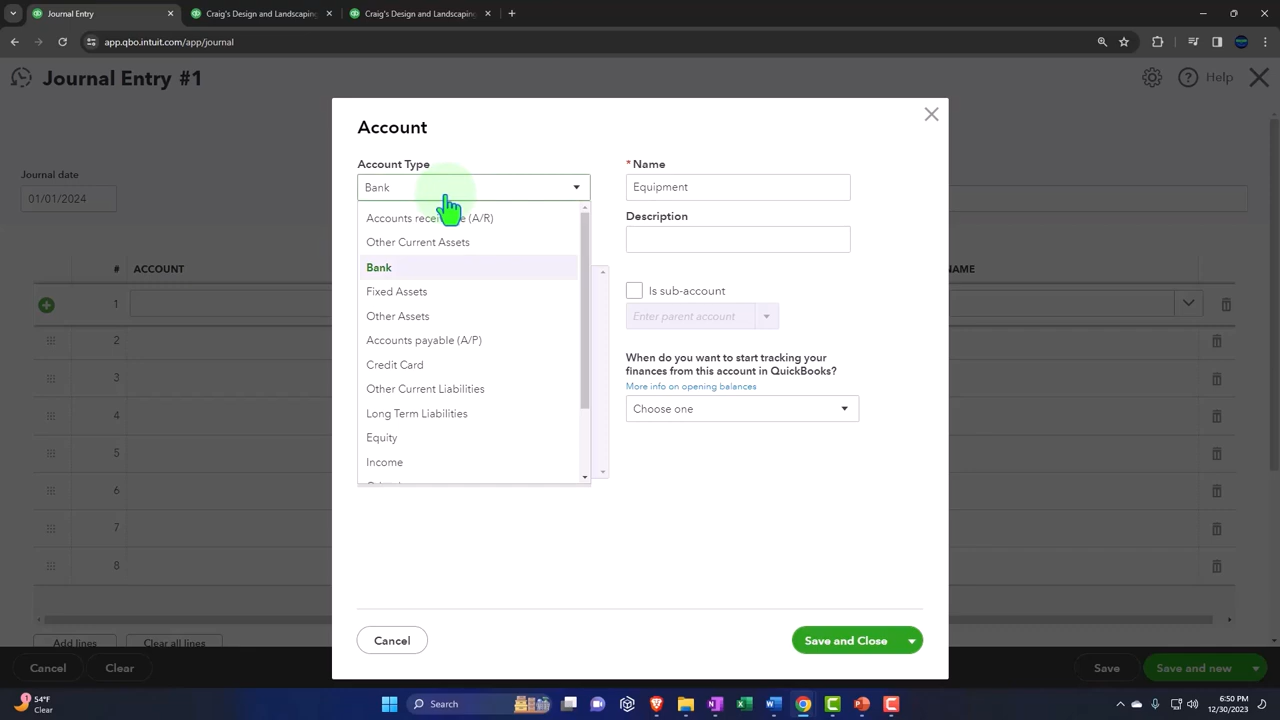 Journal Entry
Craig's Design and Landscaping
Craig's Design and Landscaping
app.qbo.intuit.com/app/journal
Journal Entry #1
Help
Journal date
01/01/2024
# ACCOUNT
NAME
1
2
3
4
5
6
7
8
Add lines
Clear all lines
Account
Account Type
Bank
Accounts receivable (A/R)
Other Current Assets
Bank
Fixed Assets
Other Assets
Accounts payable (A/P)
Credit Card
Other Current Liabilities
Long Term Liabilities
Equity
Income
* Name
Equipment
Description
Is sub-account
Enter parent account
When do you want to start tracking your
finances from this account in QuickBooks?
More info on opening balances
Choose one
Cancel
Save and Close
Cancel
Clear
Save
Save and new
54°F
Clear
Search
6:50 PM
12/30/2023